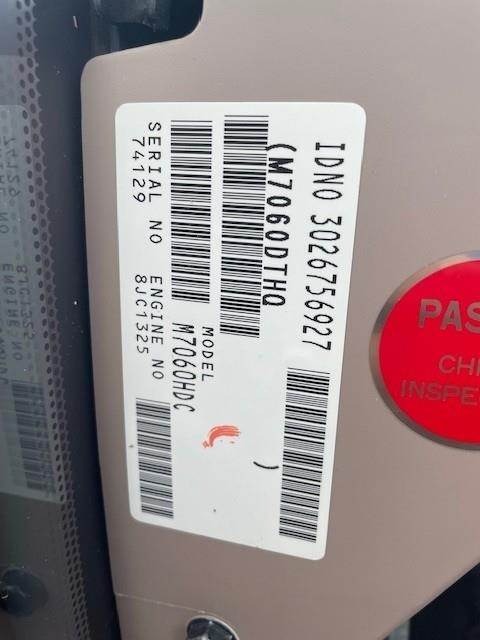 IDNO 3026756927
(M7060DTHQ )
MODEL
M7060HDC
SERIAL NO ENGINE NO
74129 8JC1325
PAS
CH
INSPE